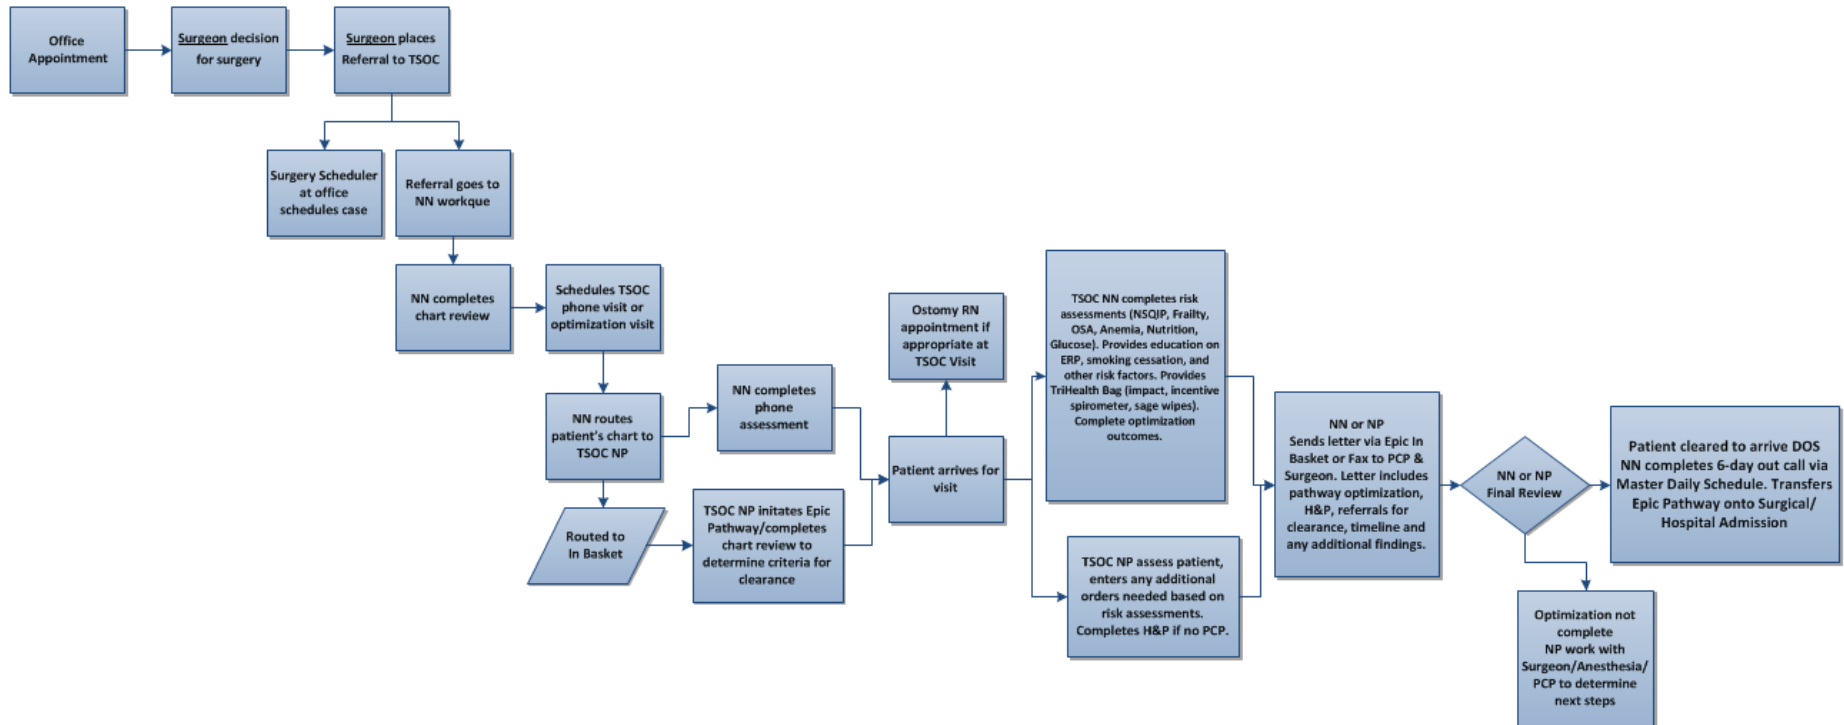 Office
Appointment
Surgeon decision
for surgery
Surgeon places
Referral to TSOC
Surgery Scheduler
at office
schedules case
Referral goes to
NN workque
NN completes
chart review
Schedules TSOC
phone visit or
optimization visit
NN routes
patient's chart to
TSOC NP
Routed to
In Basket
NN completes
phone
assessment
TSOC NP initates Epic
Pathway/completes
chart review to
determine criteria for
clearance
Ostomy RN
appointment if
appropriate at
TSOC Visit
Patient arrives for
visit
TSOC NN completes risk
assessments (NSQIP, Frailty,
OSA, Anemia, Nutrition,
Glucose). Provides education on
ERP, smoking cessation, and
other risk factors. Provides
TriHealth Bag (impact, incentive
spirometer, sage wipes).
Complete optimization
outcomes.
TSOC NP assess patient,
enters any additional
orders needed based on
risk assessments.
Completes H&P if no PCP.
NN or NP
Sends letter via Epic In
Basket or Fax to PCP &
Surgeon. Letter includes
pathway optimization,
H&P, referrals for
clearance, timeline and
any additional findings.
NN or NP
Final Review
Patient cleared to arrive DOS
NN completes 6-day out call via
Master Daily Schedule. Transfers
Epic Pathway onto Surgical/
Hospital Admission
Optimization not
complete
NP work with
Surgeon/Anesthesia/
PCP to determine
next steps